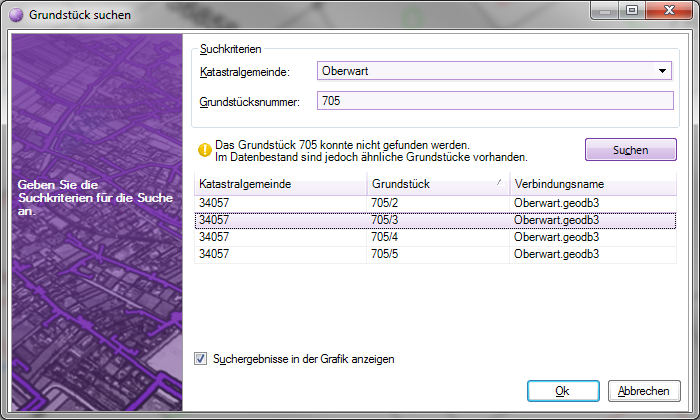 Grundstück suchen
Geben Sie die
Suchkriterien für die Suche
an.
Suchkriterien
Katastralgemeinde: Oberwart
Grundstücksnummer: 705
Das Grundstück 705 konnte nicht gefunden werden.
Im Datenbestand sind jedoch ähnliche Grundstücke vorhanden.
Suchen
Katastralgemeinde Grundstück Verbindungsname
34057 705/2 Oberwart.geodb3
34057 705/3 Oberwart.geodb3
34057 705/4 Oberwart.geodb3
34057 705/5 Oberwart.geodb3
Suchergebnisse in der Grafik anzeigen
Ok Abbrechen